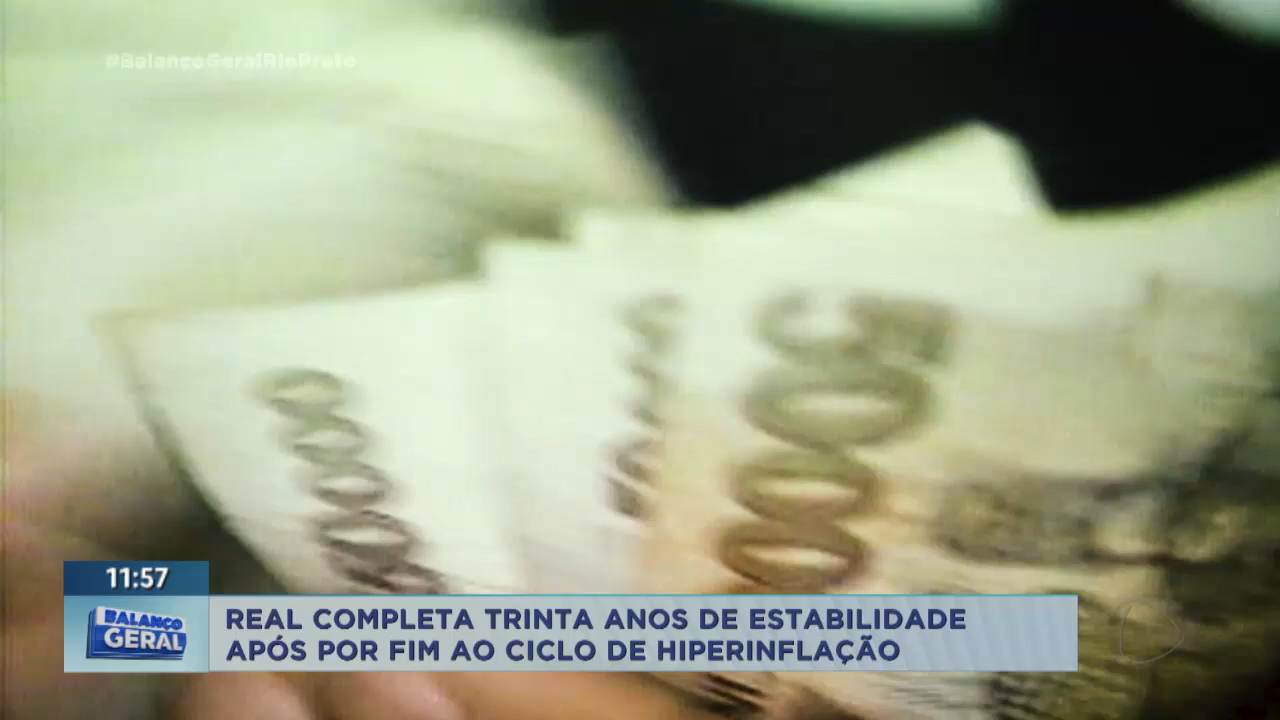 #BalançoGeralRioPreto
11:57
BALANÇO
GERAL
REAL COMPLETA TRINTA ANOS DE ESTABILIDADE
APÓS POR FIM AO CICLO DE HIPERINFLAÇÃO